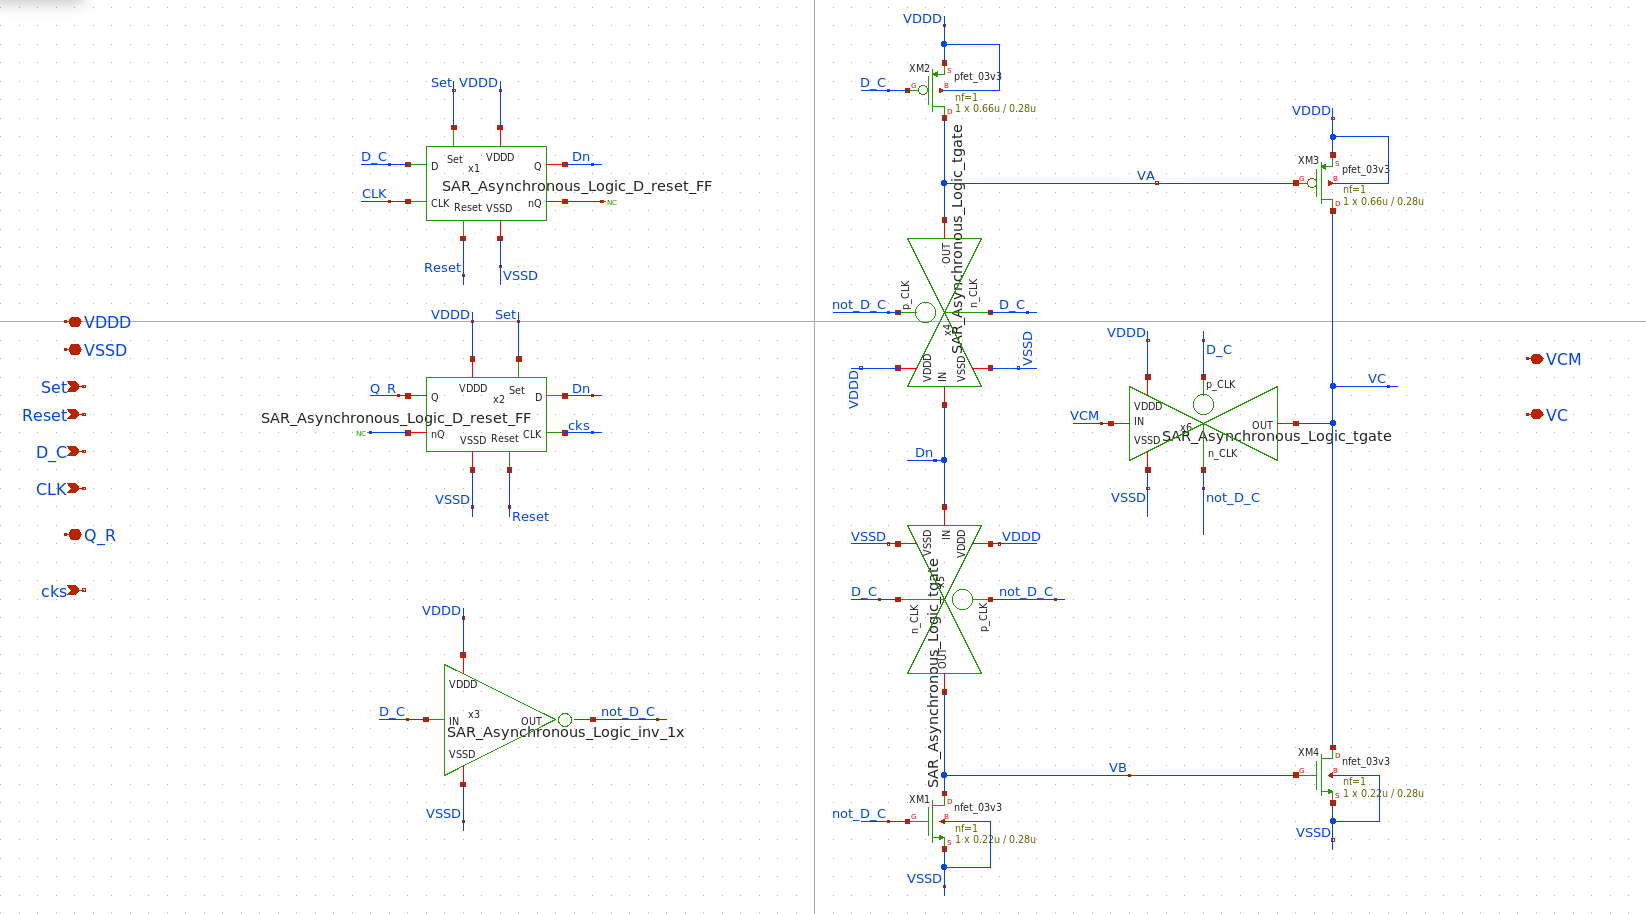 VDDD
VSSD
Set
Reset
D_C
CLK
Q_R
cks
Set VDDD
D_C
CLK
Set
VDDD
D
x1
Q
SAR_Asynchronous_Logic_D_reset_FF
CLK
Reset
VSSD
nQ
Dn
NC
Reset
VSSD
VDDD
Set
Q_R
NC
VDDD
Set
Q
x2
D
SAR_Asynchronous_Logic_D_reset_FF
nQ
VSSD
Reset
CLK
Dn
cks
VSSD
Reset
VDDD
D_C
VDDD
IN
x3
OUT
SAR_Asynchronous_Logic_inv_1x
VSSD
not_D_C
VSSD
VDDD
XM2
S
pfet_03v3
D_C
G
B
nf=1
1 x 0.66u / 0.28u
D
VA
OUT
p_CLK
n_CLK
not_D_C
D_C
x4
SAR_Asynchronous_Logic_tgate
VDDD
IN
VSSD
VDDD
VSSD
Dn
VSSD
VDDD
VSSD
IN
VDDD
x5
D_C
not_D_C
n_CLK
p_CLK
SAR_Asynchronous_Logic_tgate
OUT
VB
XM1
D
nfet_03v3
not_D_C
G
B
nf=1
1 x 0.22u / 0.28u
S
VSSD
VDDD
XM3
S
pfet_03v3
G
B
nf=1
1 x 0.66u / 0.28u
D
VDDD
D_C
p_CLK
VCM
VDDD
IN
x6
OUT
VSSD
SAR_Asynchronous_Logic_tgate
n_CLK
VSSD
not_D_C
VC
XM4
D
nfet_03v3
G
B
nf=1
1 x 0.22u / 0.28u
S
VSSD
VCM
VC